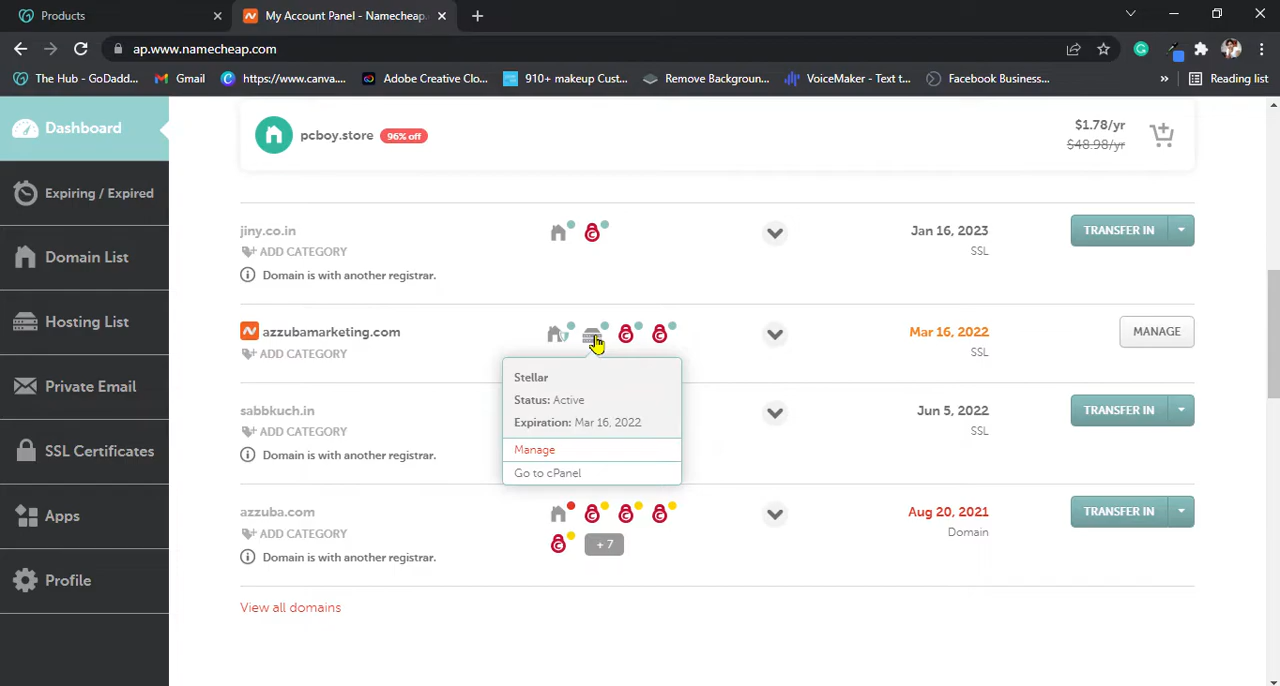 Products
My Account Panel - Namecheap.
ap.www.namecheap.com
The Hub - GoDadd...
Gmail
https://www.canva....
Adobe Creative Clo...
910+ makeup Cust...
Remove Backgroun...
VoiceMaker - Text t...
Facebook Business...
Reading list
Dashboard
Expiring / Expired
Domain List
Hosting List
Private Email
SSL Certificates
Apps
Profile
pcboy.store 96% off
$1.78/yr
$48.98/yr
jiny.co.in
ADD CATEGORY
Domain is with another registrar.
Jan 16, 2023
SSL
TRANSFER IN
azzubamarketing.com
ADD CATEGORY
Mar 16, 2022
SSL
MANAGE
Stellar
Status: Active
Expiration: Mar 16, 2022
Manage
Go to cPanel
sabbkuch.in
ADD CATEGORY
Domain is with another registrar.
Jun 5, 2022
SSL
TRANSFER IN
azzuba.com
ADD CATEGORY
Domain is with another registrar.
+ 7
Aug 20, 2021
Domain
TRANSFER IN
View all domains